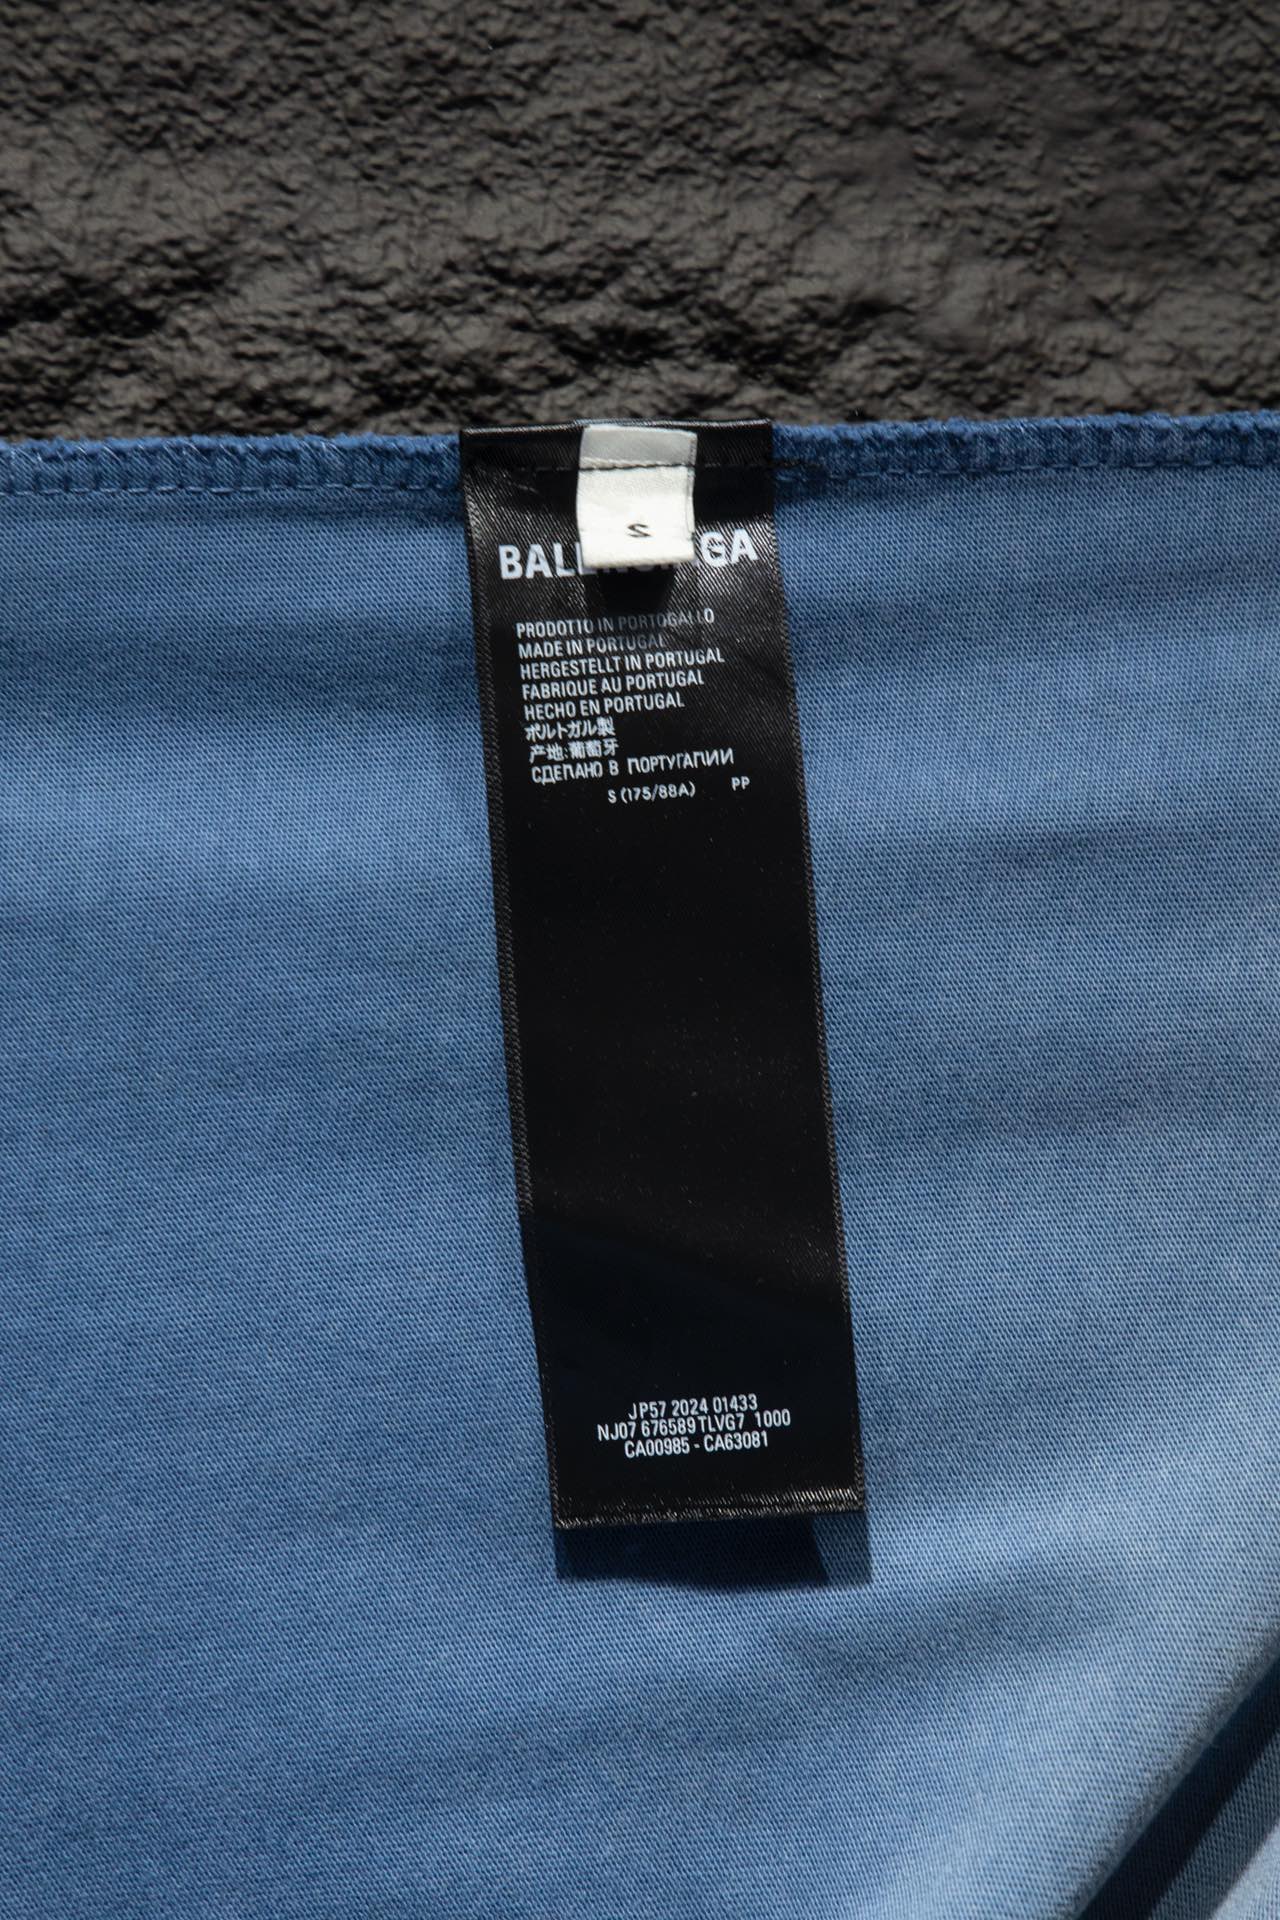 S
BALENCIAGA
PRODOTTO IN PORTOGALLO
MADE IN PORTUGAL
HERGESTELLT IN PORTUGAL
FABRIQUE AU PORTUGAL
HECHO EN PORTUGAL
ポルトガル製
产地:葡萄牙
СДЕЛАНО В ПОРТУГАЛИИ
S (175/88A) PP
JP57 2024 01433
NJ07 676589 TLVG7 1000
CA00985 - CA63081